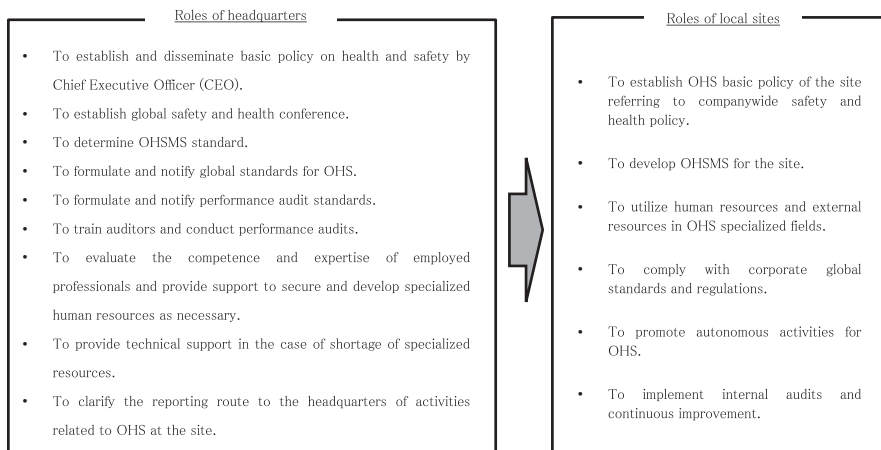 Roles of headquarters
• To establish and disseminate basic policy on health and safety by
Chief Executive Officer (CEO).
• To establish global safety and health conference.
• To determine OHSMS standard.
• To formulate and notify global standards for OHS.
• To formulate and notify performance audit standards.
• To train auditors and conduct performance audits.
• To evaluate the competence and expertise of employed
professionals and provide support to secure and develop specialized
human resources as necessary.
• To provide technical support in the case of shortage of specialized
resources.
• To clarify the reporting route to the headquarters of activities
related to OHS at the site.
Roles of local sites
• To establish OHS basic policy of the site
referring to companywide safety and
health policy.
• To develop OHSMS for the site.
• To utilize human resources and external
resources in OHS specialized fields.
• To comply with corporate global
standards and regulations.
• To promote autonomous activities for
OHS.
• To implement internal audits and
continuous improvement.